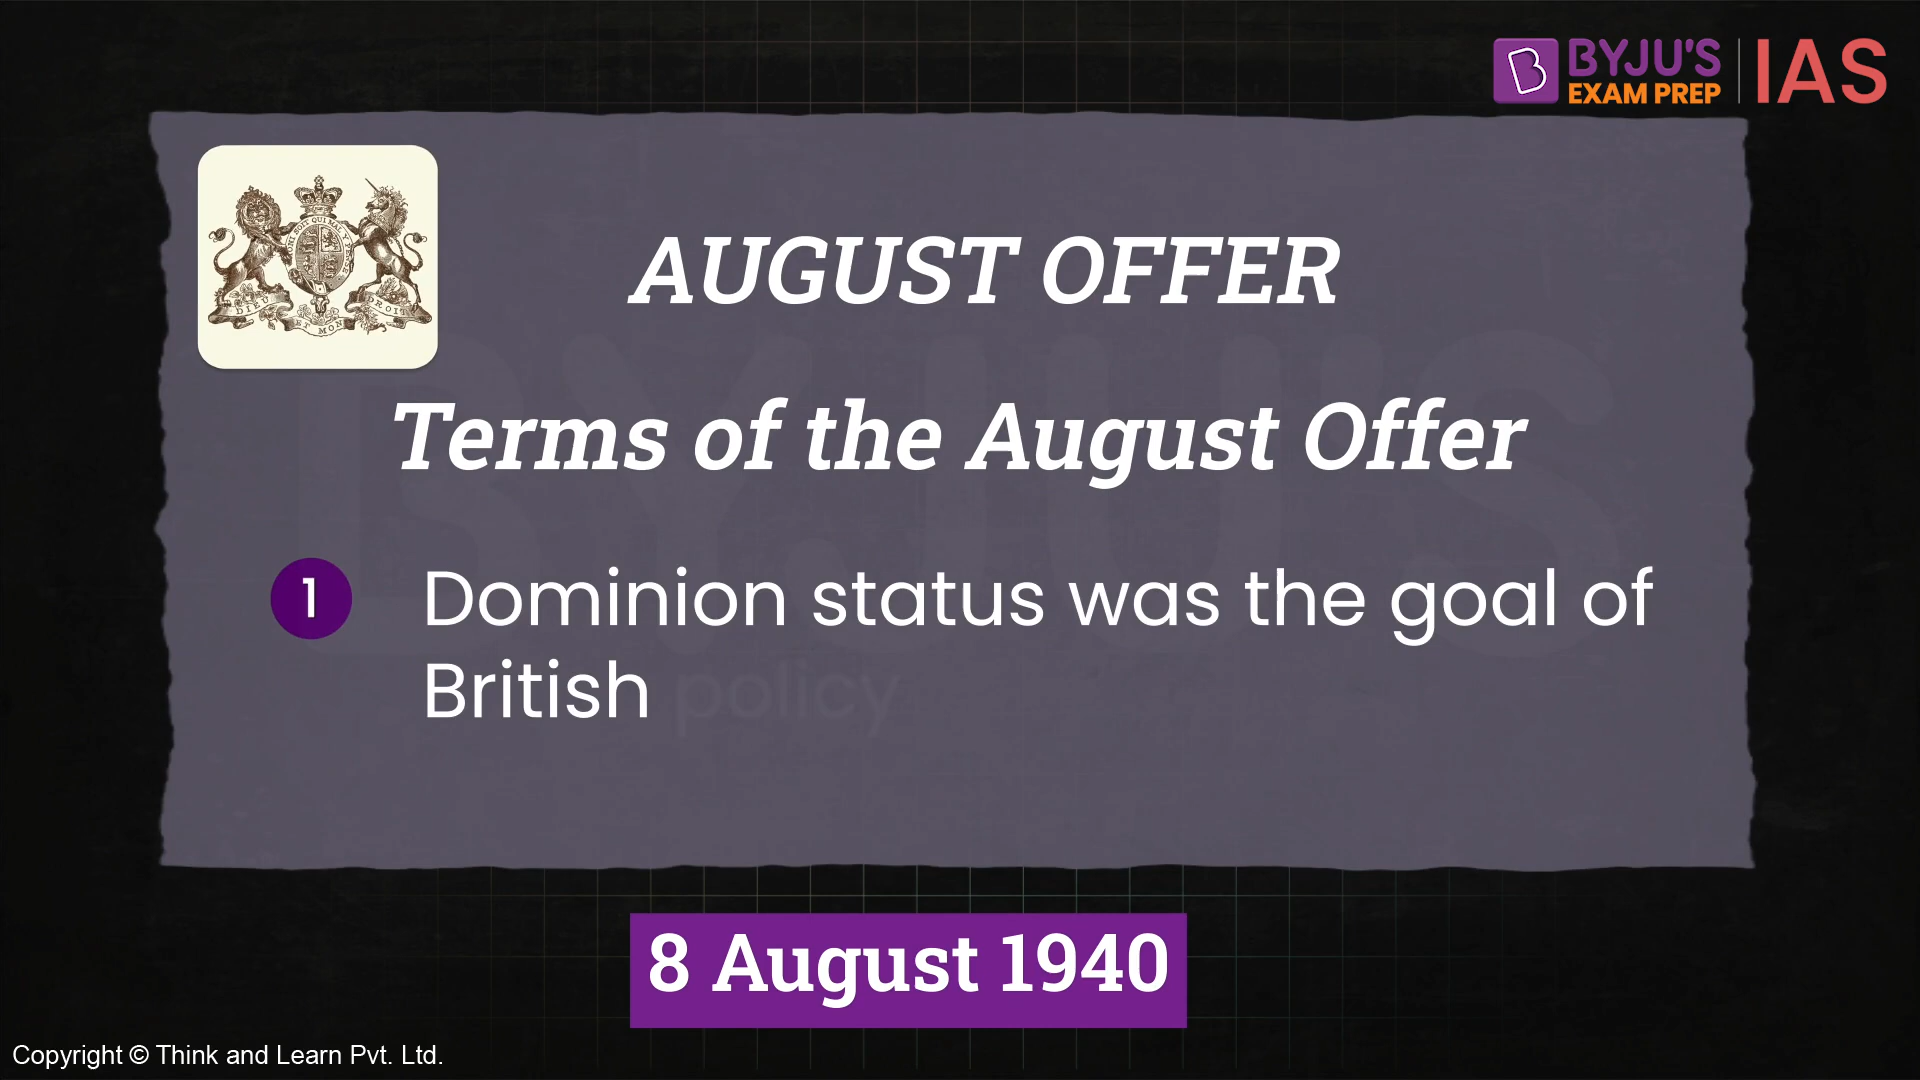 BYJU'S
EXAM PREP
IAS
AUGUST OFFER
Terms of the August Offer
1 Dominion status was the goal of
British policy
BYJU'S
8 August 1940
Copyright © Think and Learn Pvt. Ltd.